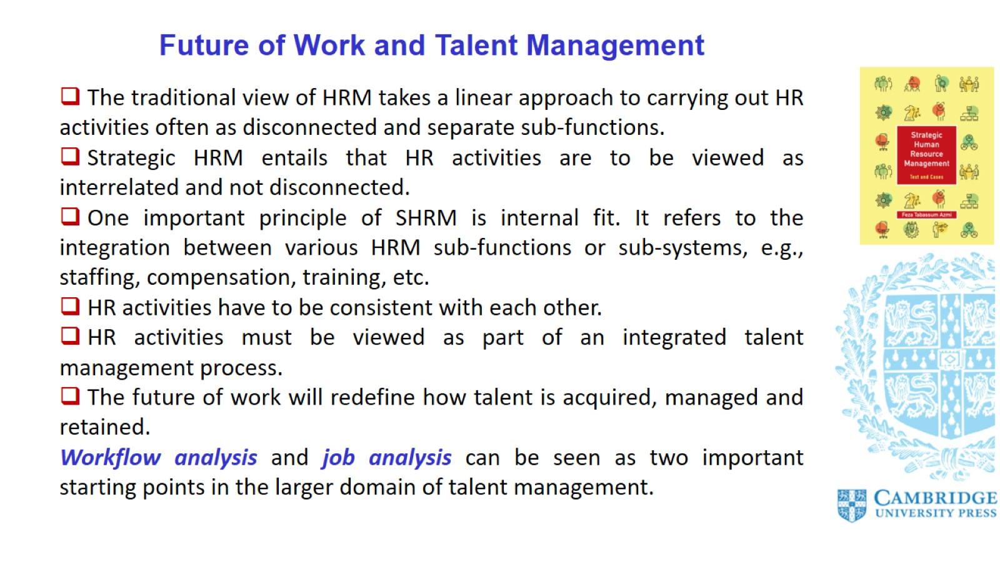 Future of Work and Talent Management
❑ The traditional view of HRM takes a linear approach to carrying out HR
activities often as disconnected and separate sub-functions.
❑ Strategic HRM entails that HR activities are to be viewed as
interrelated and not disconnected.
❑ One important principle of SHRM is internal fit. It refers to the
integration between various HRM sub-functions or sub-systems, e.g.,
staffing, compensation, training, etc.
❑ HR activities have to be consistent with each other.
❑ HR activities must be viewed as part of an integrated talent
management process.
❑ The future of work will redefine how talent is acquired, managed and
retained.
Workflow analysis and job analysis can be seen as two important
starting points in the larger domain of talent management.
Strategic
Human
Resource
Management
Text and Cases
Feza Tabassum Azmi
CAMBRIDGE
UNIVERSITY PRESS